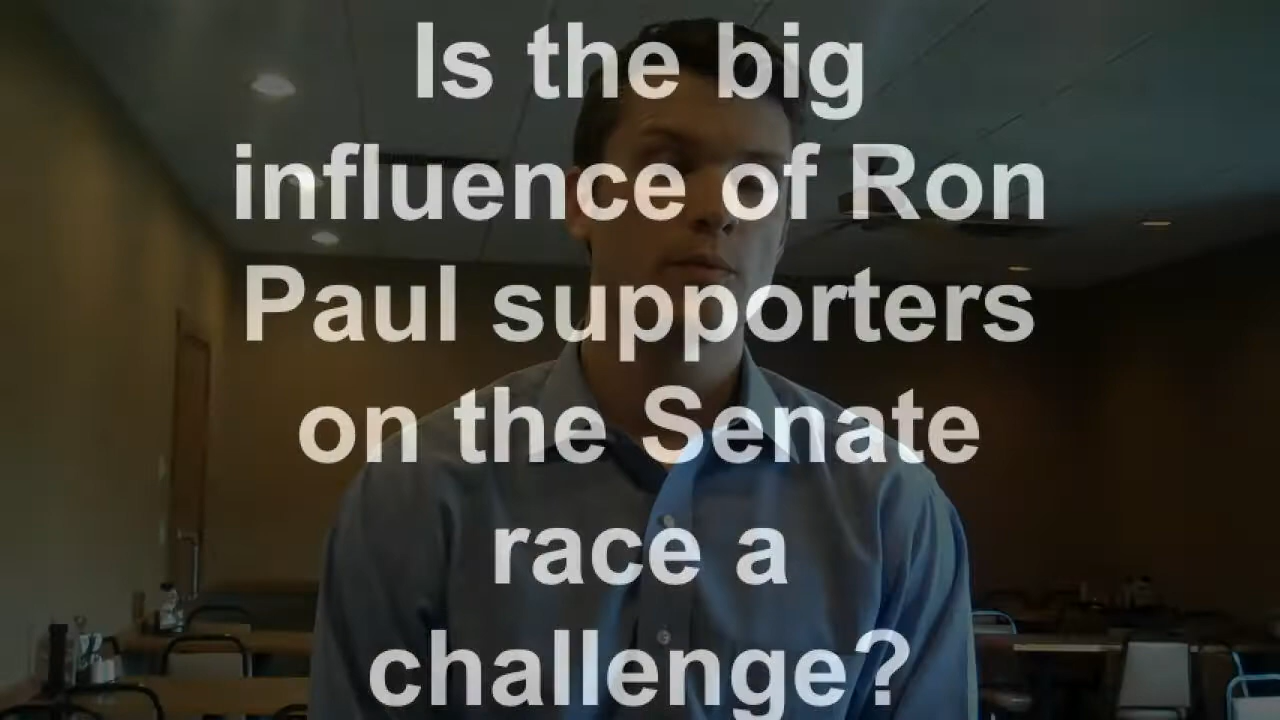 Is the big
influence of Ron
Paul supporters
on the Senate
race a
challenge?